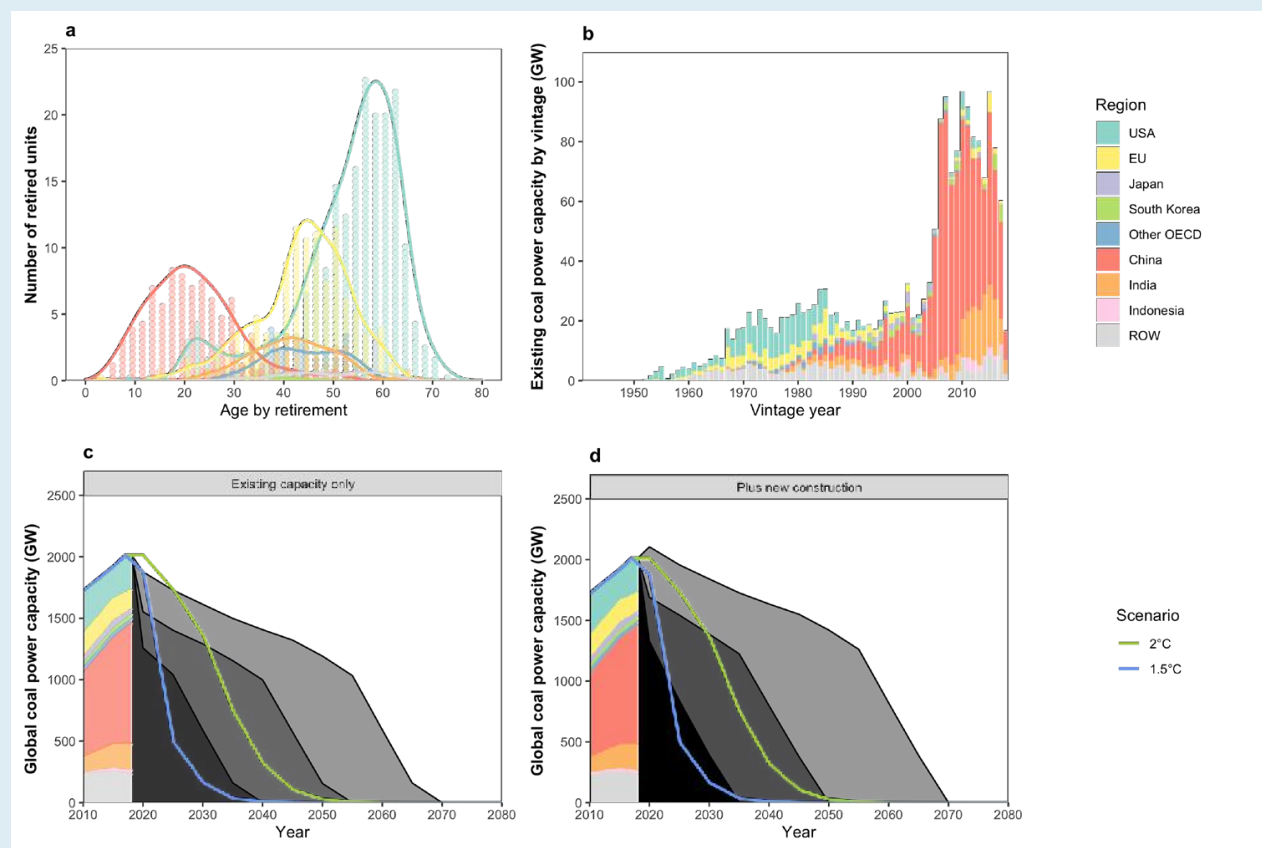 a
25
20
15
10
5
0
Number of retired units
0 10 20 30 40 50 60 70 80
Age by retirement
b
Existing coal power capacity by vintage (GW)
100
80
60
40
20
0
1950 1960 1970 1980 1990 2000 2010
Vintage year
Region
USA
EU
Japan
South Korea
Other OECD
China
India
Indonesia
ROW
c
Existing capacity only
2500
2000
1500
1000
500
0
Global coal power capacity (GW)
2010 2020 2030 2040 2050 2060 2070 2080
Year
d
Plus new construction
2500
2000
1500
1000
500
0
Global coal power capacity (GW)
2010 2020 2030 2040 2050 2060 2070 2080
Year
Scenario
2°C
1.5°C